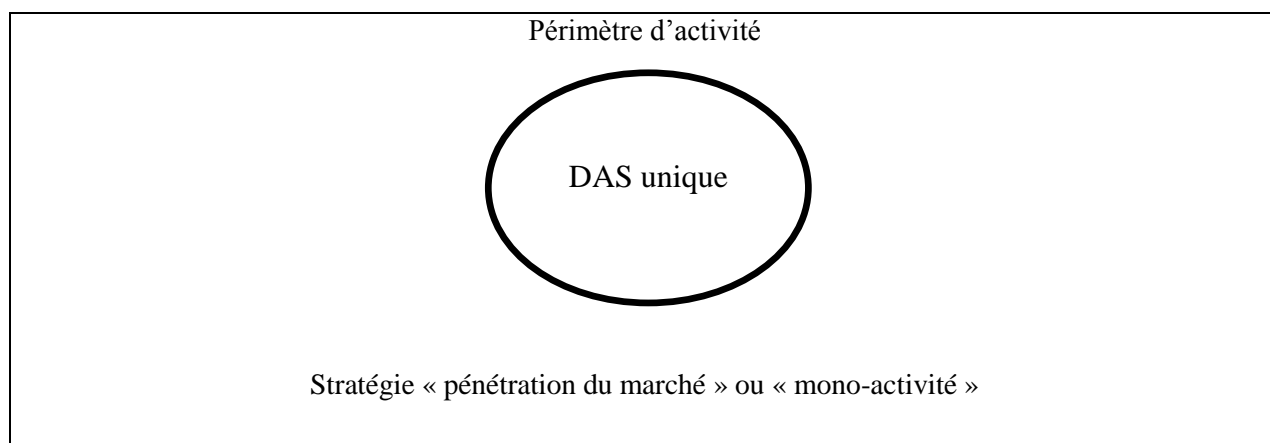 Périmètre d’activité
DAS unique
Stratégie « pénétration du marché » ou « mono-activité »